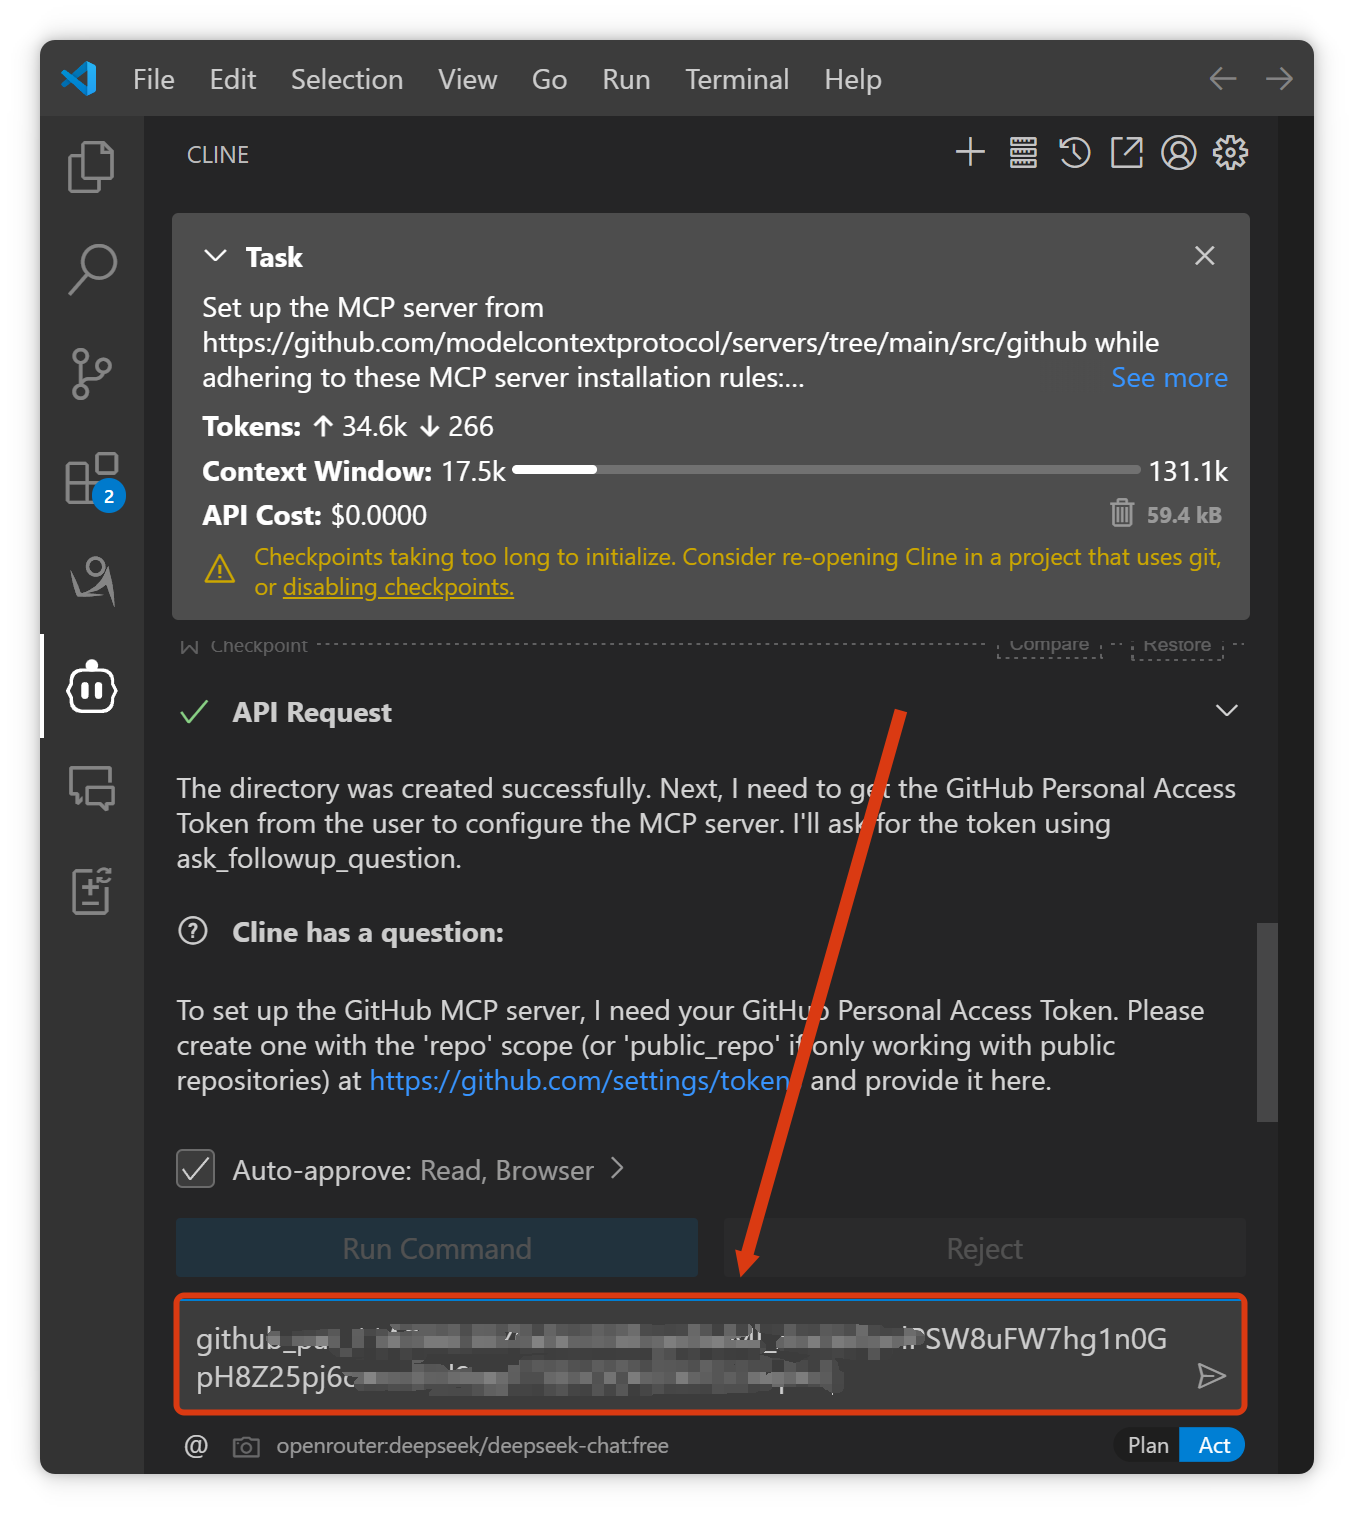 File Edit Selection View Go Run Terminal Help
CLINE
Task
Set up the MCP server from
https://github.com/modelcontextprotocol/servers/tree/main/src/github while
adhering to these MCP server installation rules:...
See more
Tokens: ↑ 34.6k ↓ 266
Context Window: 17.5k 131.1k
API Cost: $0.0000 59.4 kB
Checkpoints taking too long to initialize. Consider re-opening Cline in a project that uses git,
or disabling checkpoints.
2
Checkpoint Compare Restore
API Request
The directory was created successfully. Next, I need to get the GitHub Personal Access
Token from the user to configure the MCP server. I'll ask for the token using
ask_followup_question.
Cline has a question:
To set up the GitHub MCP server, I need your GitHub Personal Access Token. Please
create one with the 'repo' scope (or 'public_repo' if only working with public
repositories) at https://github.com/settings/token and provide it here.
Auto-approve: Read, Browser
Run Command Reject
github_ PSW8uFW7hg1n0G
pH8Z25pj6
@ openrouter:deepseek/deepseek-chat:free Plan Act